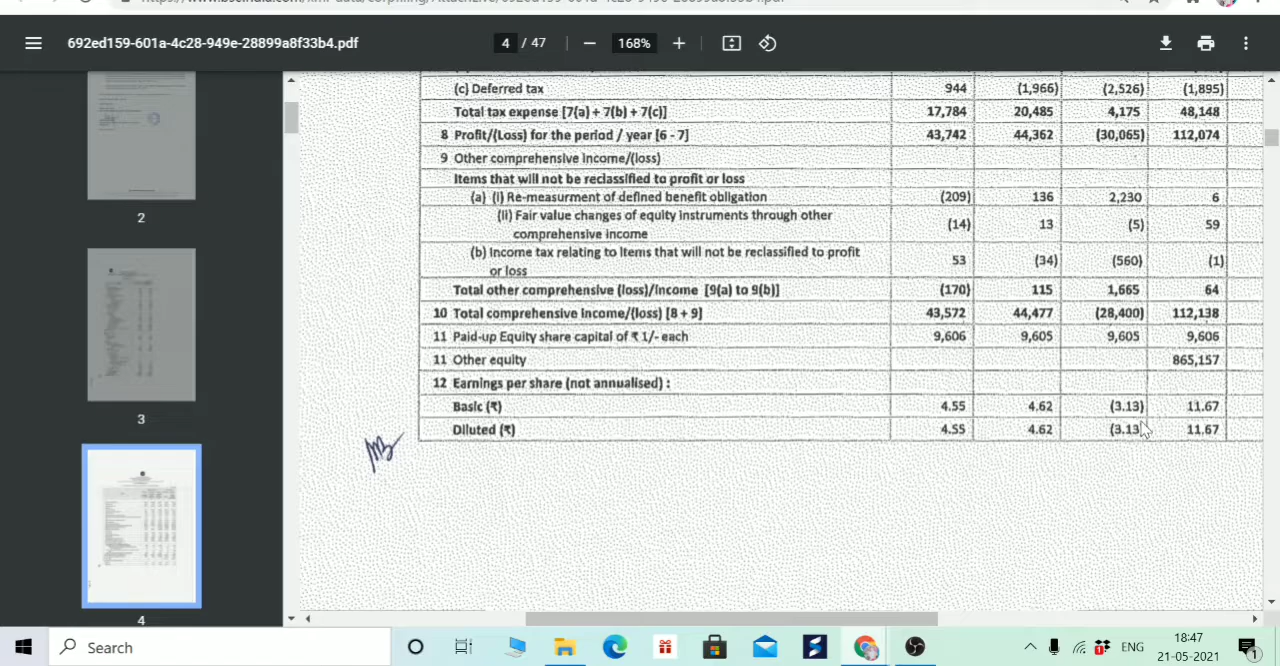 692ed159-601a-4c28-949e-28899a8f33b4.pdf
4 / 47
168%
(c) Deferred tax 944 (1,966) (2,526) (1,895)
Total tax expense [7(a) + 7(b) + 7(c)] 17,784 20,485 4,175 48,148
8 Profit/(Loss) for the period / year [6 - 7] 43,742 44,362 (30,065) 112,074
9 Other comprehensive income/(loss)
Items that will not be reclassified to profit or loss
(a) (i) Re-measurment of defined benefit obligation (209) 136 2,230 6
(ii) Fair value changes of equity instruments through other
comprehensive income (14) 13 (5) 59
(b) Income tax relating to items that will not be reclassified to profit
or loss 53 (34) (560) (1)
Total other comprehensive (loss)/income [9(a) to 9(b)] (170) 115 1,665 64
10 Total comprehensive income/(loss) [8 + 9] 43,572 44,477 (28,400) 112,138
11 Paid-up Equity share capital of ₹ 1/- each 9,606 9,605 9,605 9,606
11 Other equity 865,157
12 Earnings per share (not annualised) :
Basic (₹) 4.55 4.62 (3.13) 11.67
Diluted (₹) 4.55 4.62 (3.13 11.67
2
3
4
Search
ENG
18:47
21-05-2021
1